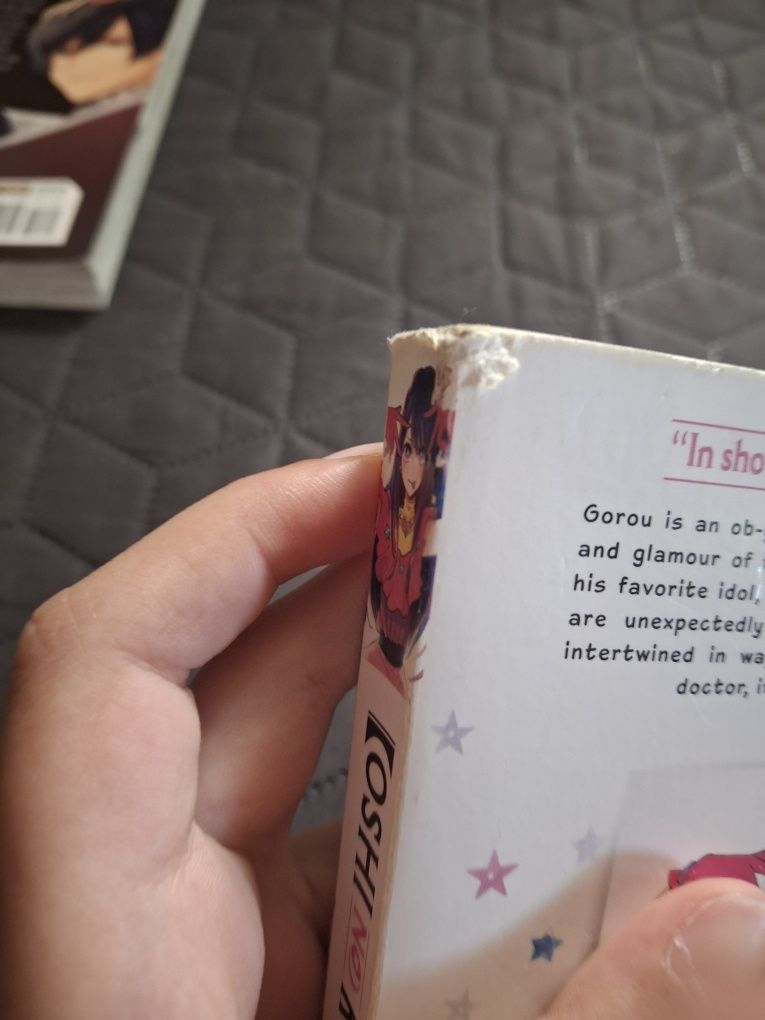 "In sho
Gorou is an ob-
and glamour of
his favorite idol,
are unexpectedly
intertwined in wa
doctor, i
OSHI NO